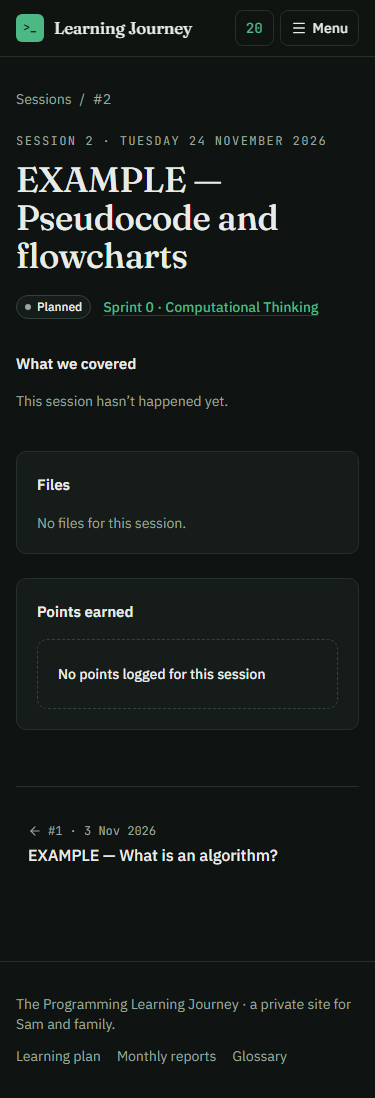 >_ Learning Journey 20 ☰ Menu
Sessions / #2
SESSION 2 · TUESDAY 24 NOVEMBER 2026
EXAMPLE —
Pseudocode and
flowcharts
Planned Sprint 0 · Computational Thinking
What we covered
This session hasn’t happened yet.
Files
No files for this session.
Points earned
No points logged for this session
← #1 · 3 Nov 2026
EXAMPLE — What is an algorithm?
The Programming Learning Journey · a private site for
Sam and family.
Learning plan Monthly reports Glossary